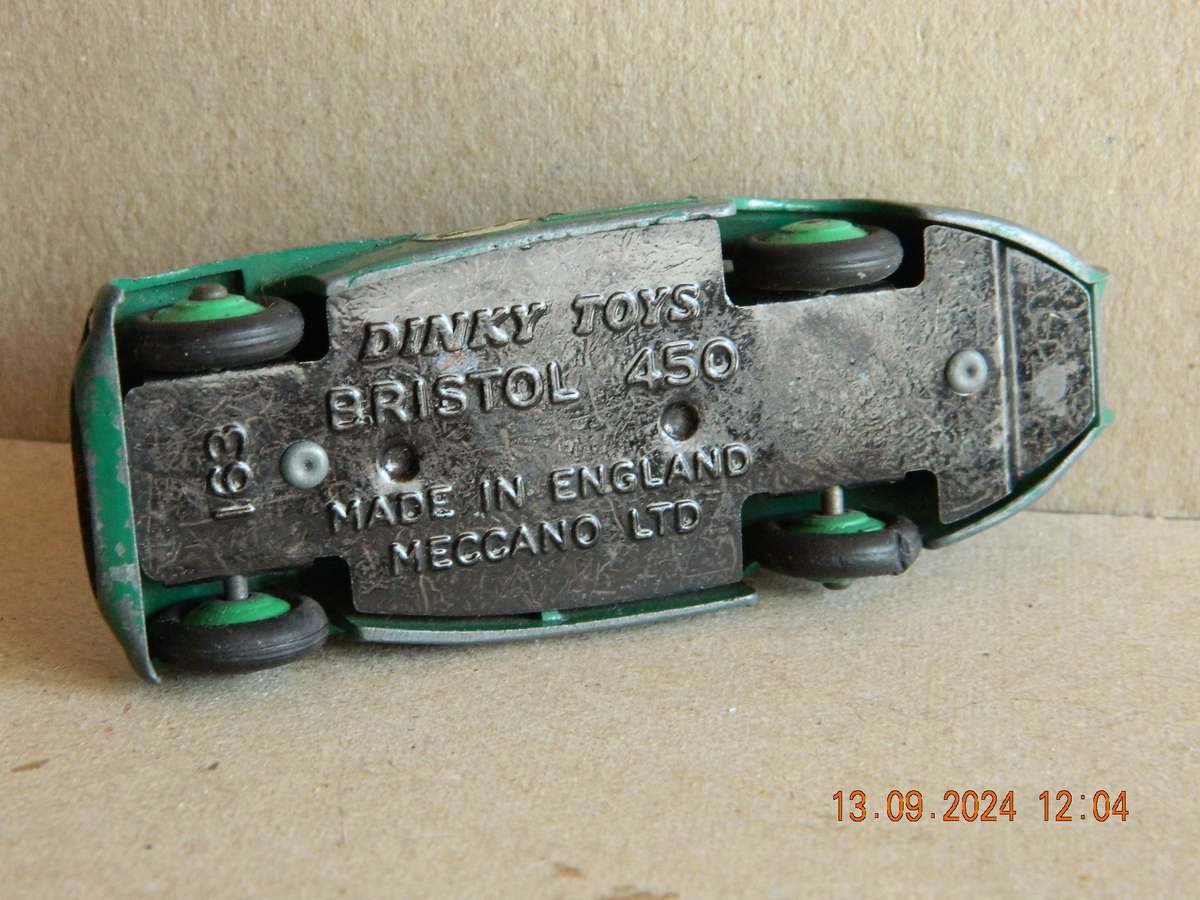 DINKY TOYS
BRISTOL 450
163
MADE IN ENGLAND
MECCANO LTD
13.09.2024 12:04